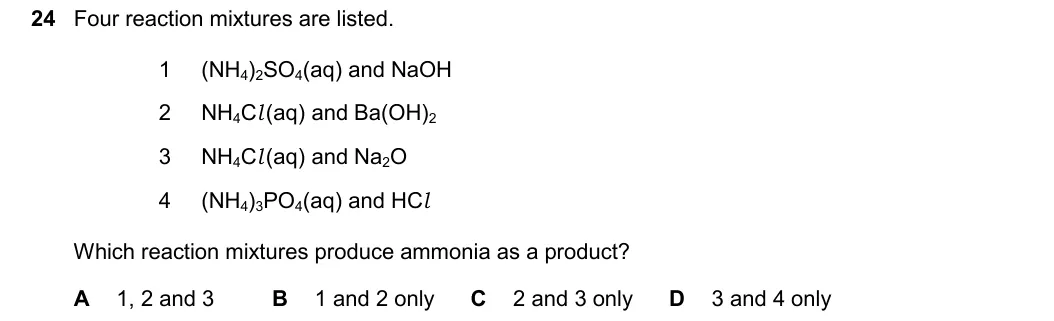 24 Four reaction mixtures are listed.
1 (NH₄)₂SO₄(aq) and NaOH
2 NH₄Cl(aq) and Ba(OH)₂
3 NH₄Cl(aq) and Na₂O
4 (NH₄)₃PO₄(aq) and HCl
Which reaction mixtures produce ammonia as a product?
A 1, 2 and 3 B 1 and 2 only C 2 and 3 only D 3 and 4 only